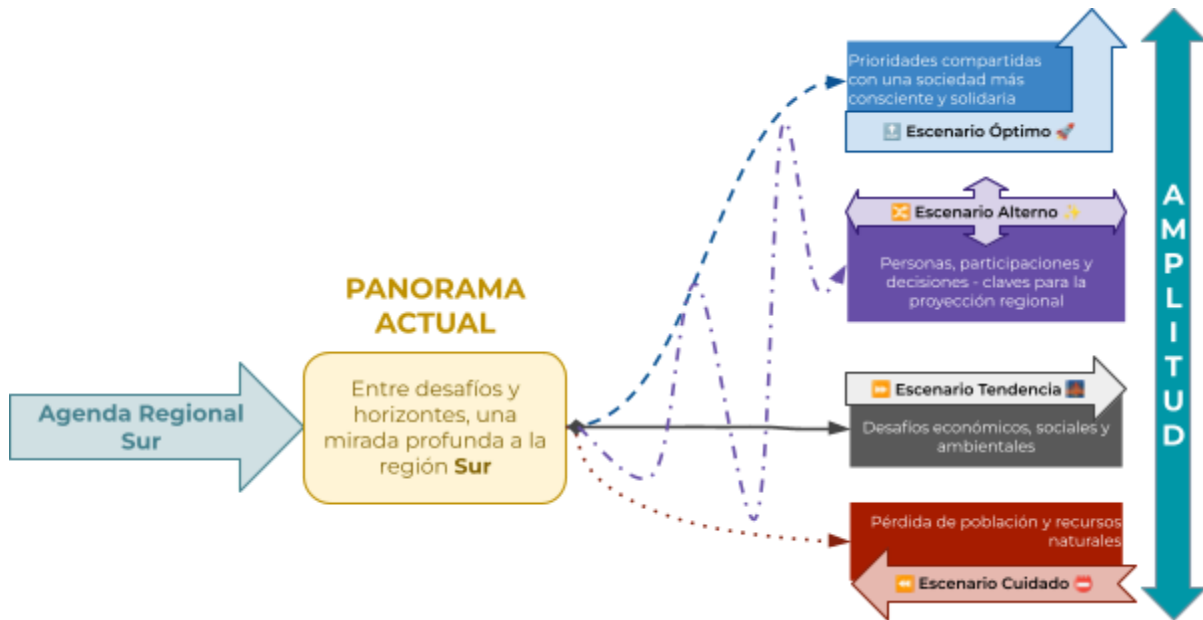 Agenda Regional
Sur
PANORAMA
ACTUAL
Entre desafíos y
horizontes, una
mirada profunda a la
región Sur
Prioridades compartidas
con una sociedad más
consciente y solidaria
Escenario Óptimo
Escenario Alterno
Personas, participaciones y
decisiones - claves para la
proyección regional
Escenario Tendencia
Desafíos económicos, sociales y
ambientales
Pérdida de población y recursos
naturales
Escenario Cuidado
AMPLITUD